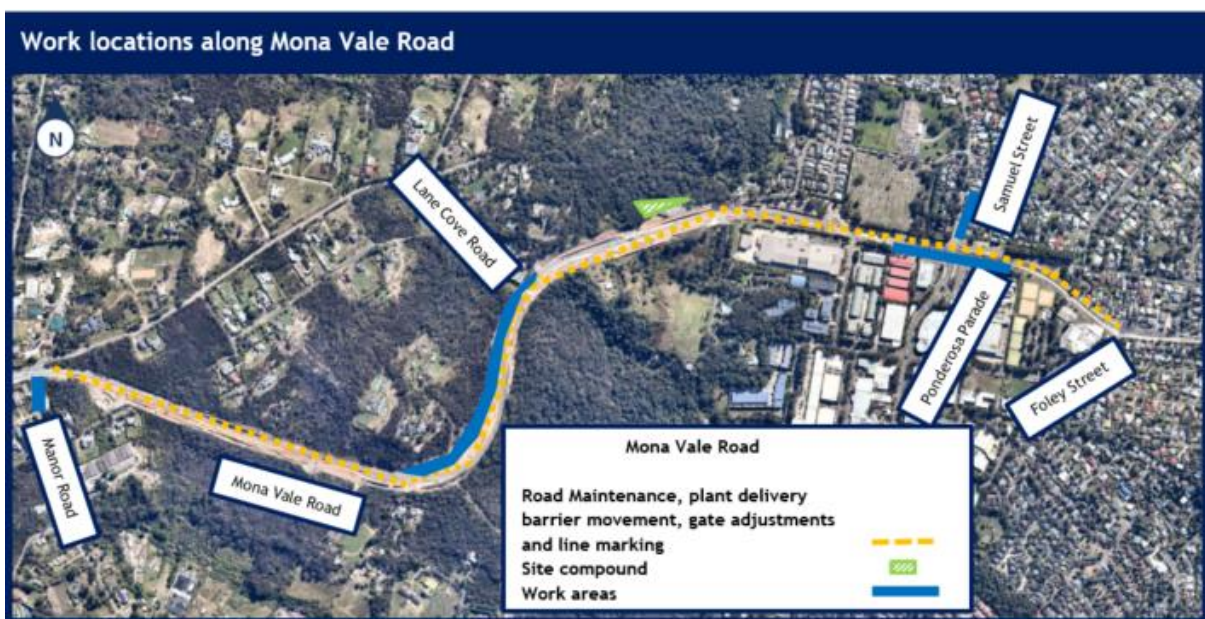 Work locations along Mona Vale Road
N
Samuel Street
Lane Cove Road
Ponderosa Parade
Foley Street
Manor Road
Mona Vale Road
Mona Vale Road
Road Maintenance, plant delivery
barrier movement, gate adjustments
and line marking
Site compound
Work areas